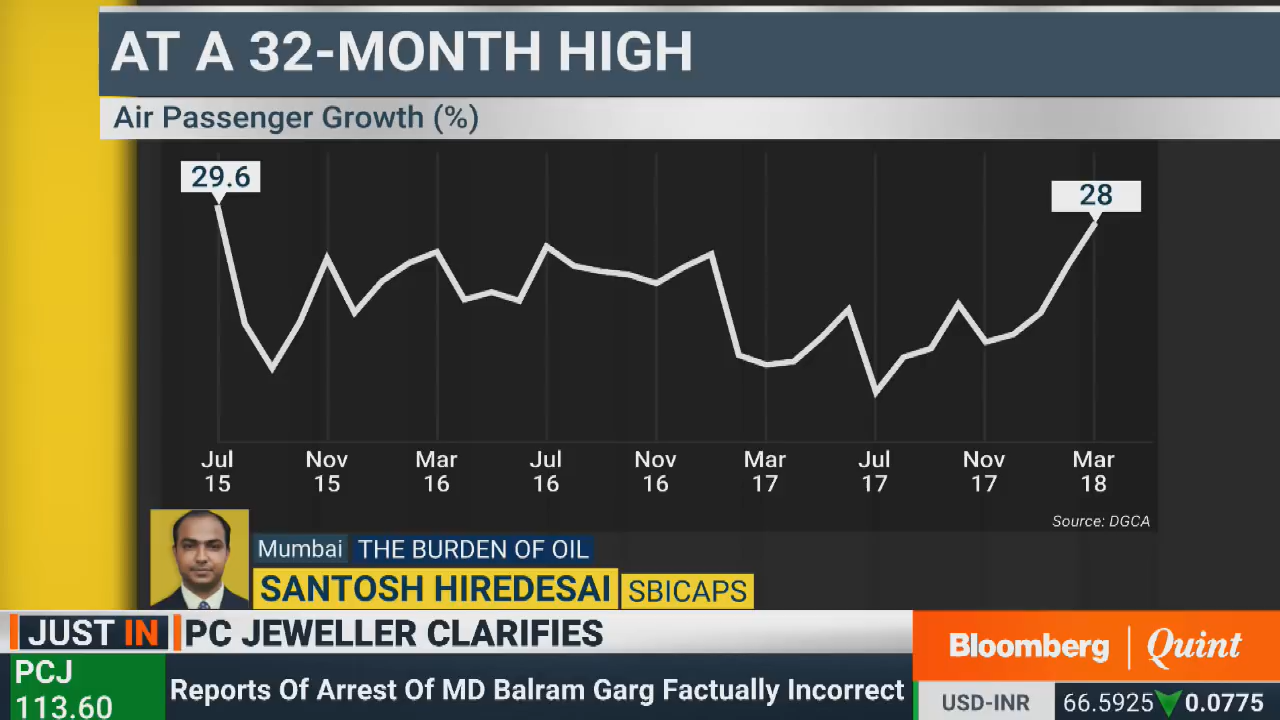 AT A 32-MONTH HIGH
Air Passenger Growth (%)
29.6
28
Jul Nov Mar Jul Nov Mar Jul Nov Mar
15 15 16 16 16 17 17 17 18
Source: DGCA
Mumbai THE BURDEN OF OIL
SANTOSH HIREDESAI SBICAPS
JUST IN PC JEWELLER CLARIFIES
Bloomberg | Quint
PCJ
113.60
Reports Of Arrest Of MD Balram Garg Factually Incorrect
USD-INR 66.5925 0.0775